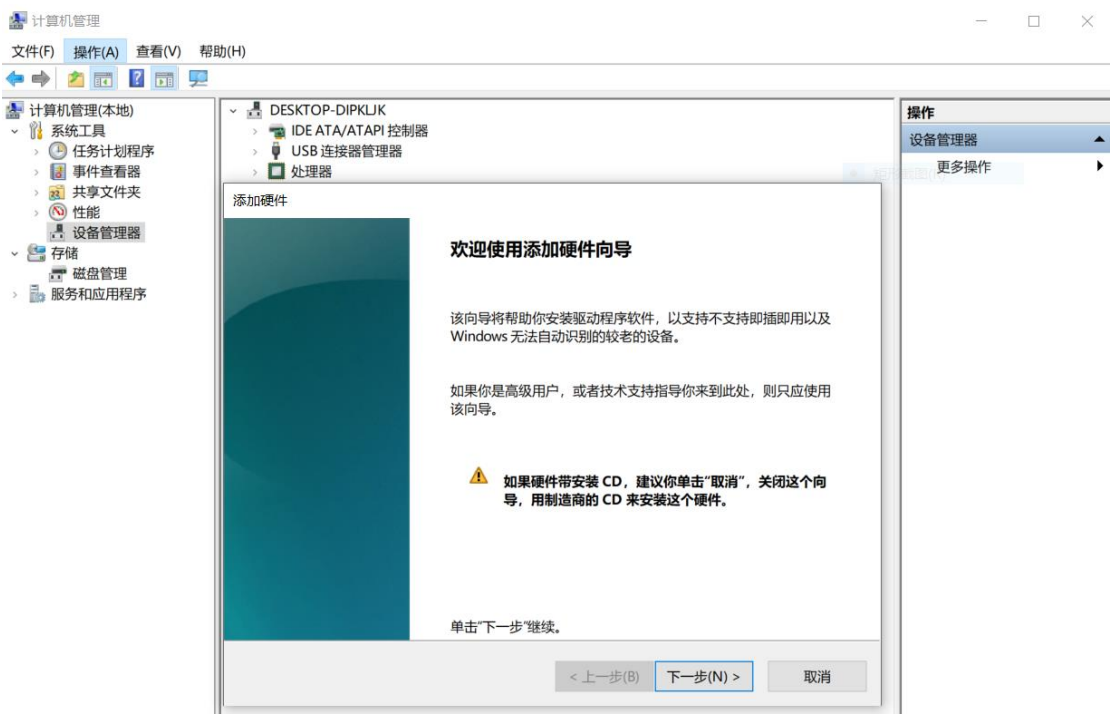 计算机管理
文件(F) 操作(A) 查看(V) 帮助(H)
计算机管理(本地)
系统工具
任务计划程序
事件查看器
共享文件夹
性能
设备管理器
存储
磁盘管理
服务和应用程序
DESKTOP-DIPKLJK
IDE ATA/ATAPI 控制器
USB 连接器管理器
处理器
添加硬件
欢迎使用添加硬件向导
该向导将帮助你安装驱动程序软件，以支持不支持即插即用以及
Windows 无法自动识别的较老的设备。
如果你是高级用户，或者技术支持指导你来到此处，则只应使用
该向导。
如果硬件带安装 CD，建议你单击“取消”，关闭这个向
导，用制造商的 CD 来安装这个硬件。
单击“下一步”继续。
< 上一步(B) 下一步(N) > 取消
操作
设备管理器
更多操作